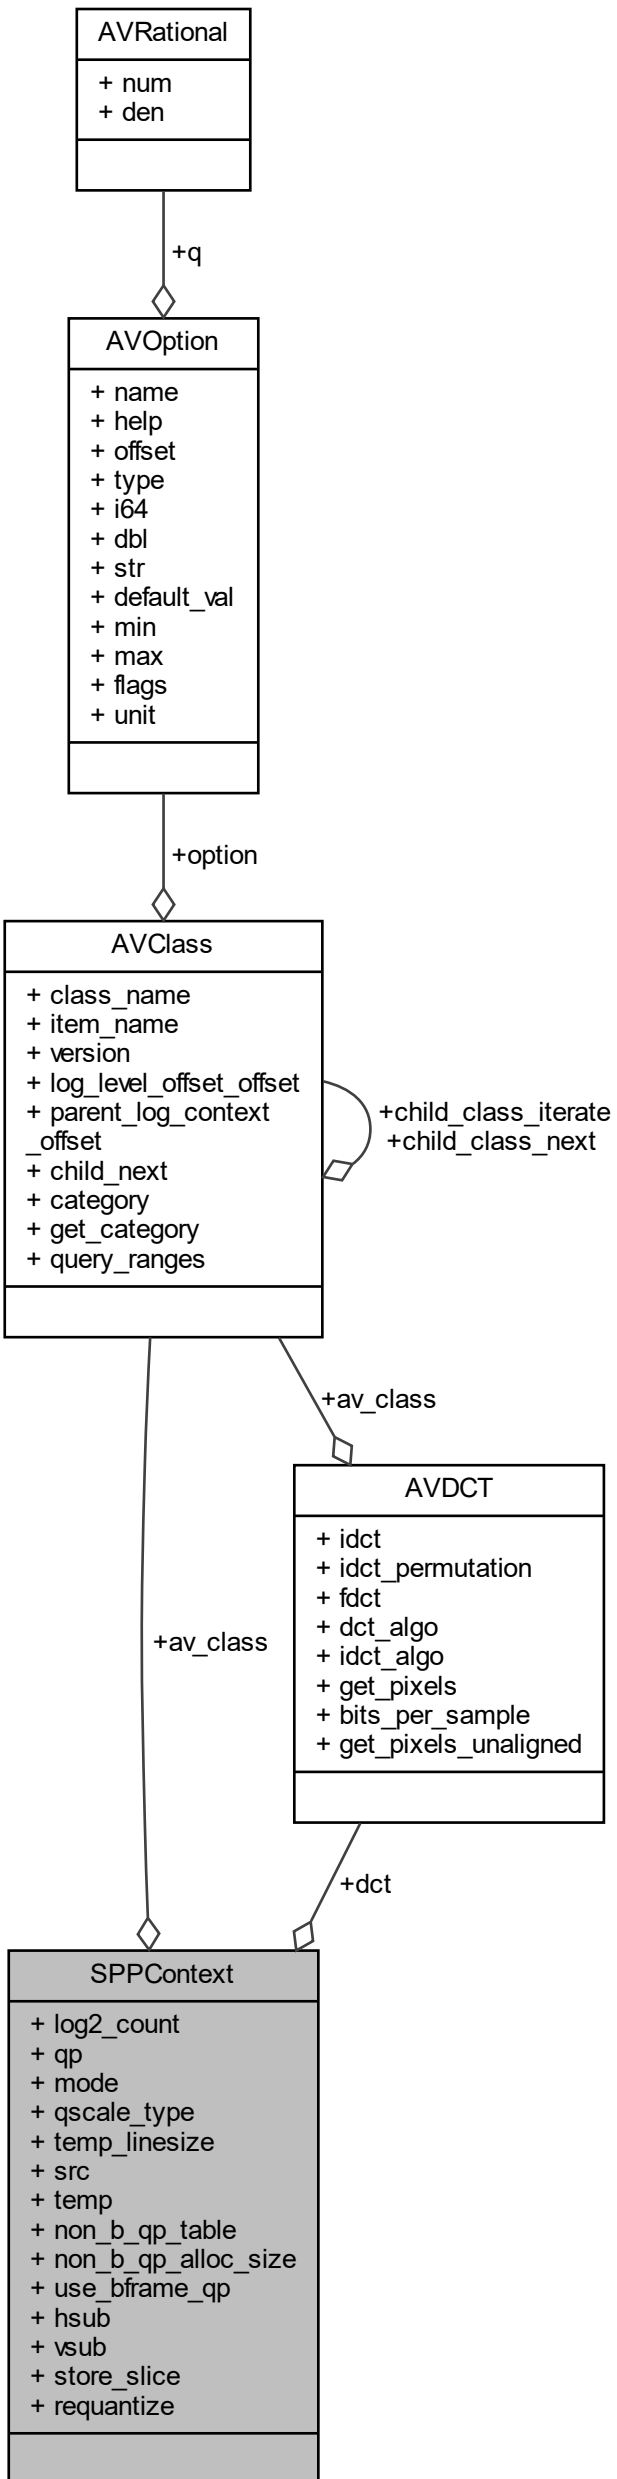 AVRational
+ num
+ den
+q
AVOption
+ name
+ help
+ offset
+ type
+ i64
+ dbl
+ str
+ default_val
+ min
+ max
+ flags
+ unit
+option
AVClass
+ class_name
+ item_name
+ version
+ log_level_offset_offset
+ parent_log_context
_offset
+ child_next
+ category
+ get_category
+ query_ranges
+child_class_iterate
+child_class_next
+av_class
AVDCT
+ idct
+ idct_permutation
+ fdct
+ dct_algo
+ idct_algo
+ get_pixels
+ bits_per_sample
+ get_pixels_unaligned
+av_class
+dct
SPPContext
+ log2_count
+ qp
+ mode
+ qscale_type
+ temp_linesize
+ src
+ temp
+ non_b_qp_table
+ non_b_qp_alloc_size
+ use_bframe_qp
+ hsub
+ vsub
+ store_slice
+ requantize